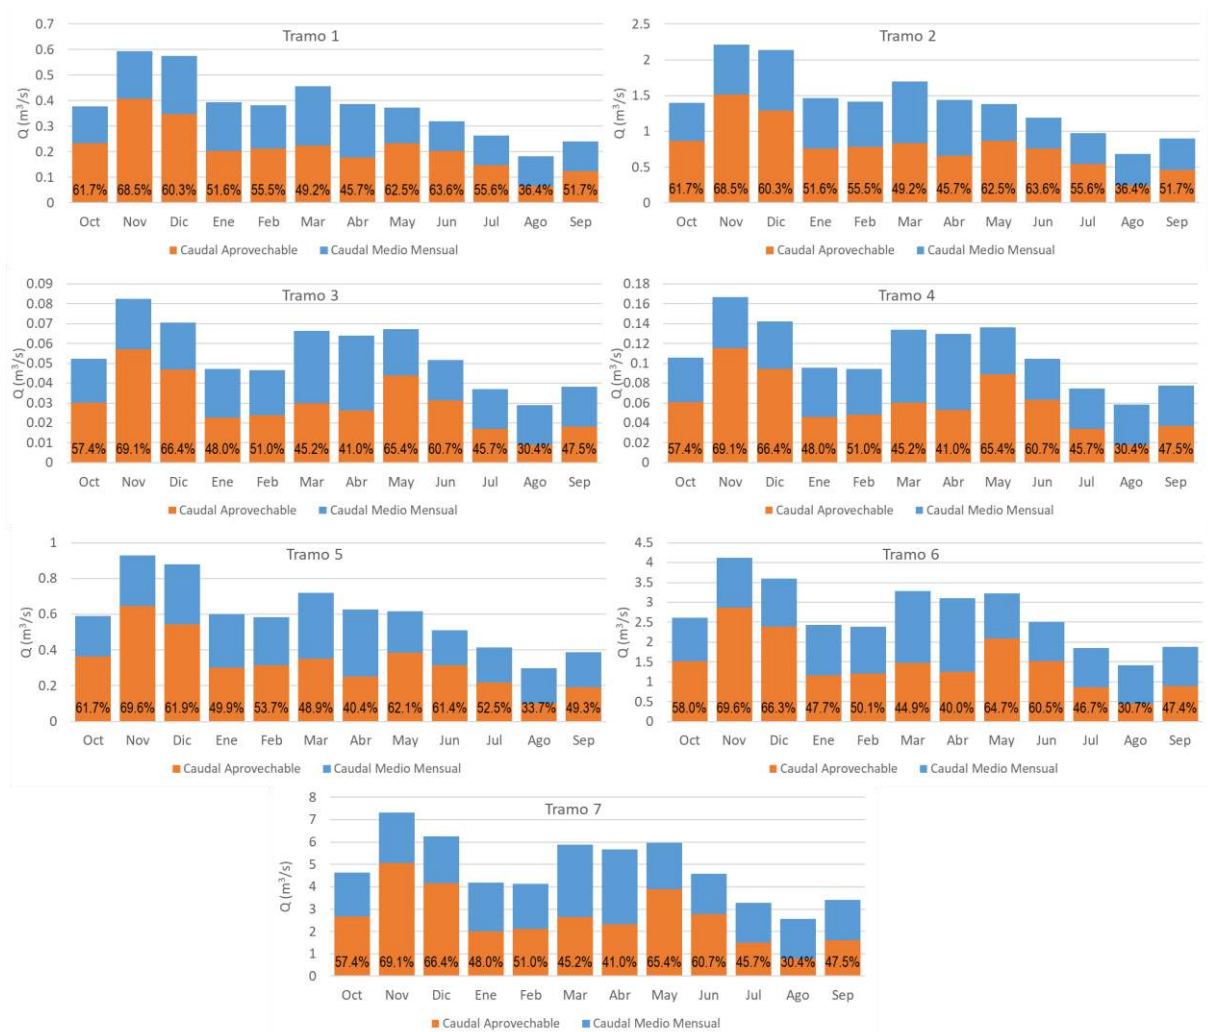 Tramo 1
Q (m³/s)
0.7
0.6
0.5
0.4
0.3
0.2
0.1
0
61.7% 68.5% 60.3% 51.6% 55.5% 49.2% 45.7% 62.5% 63.6% 55.6% 36.4% 51.7%
Oct Nov Dic Ene Feb Mar Abr May Jun Jul Ago Sep
Caudal Aprovechable Caudal Medio Mensual
Tramo 2
Q (m³/s)
2.5
2
1.5
1
0.5
0
61.7% 68.5% 60.3% 51.6% 55.5% 49.2% 45.7% 62.5% 63.6% 55.6% 36.4% 51.7%
Oct Nov Dic Ene Feb Mar Abr May Jun Jul Ago Sep
Caudal Aprovechable Caudal Medio Mensual
Tramo 3
Q (m³/s)
0.09
0.08
0.07
0.06
0.05
0.04
0.03
0.02
0.01
0
57.4% 69.1% 66.4% 48.0% 51.0% 45.2% 41.0% 65.4% 60.7% 45.7% 30.4% 47.5%
Oct Nov Dic Ene Feb Mar Abr May Jun Jul Ago Sep
Caudal Aprovechable Caudal Medio Mensual
Tramo 4
Q (m³/s)
0.18
0.16
0.14
0.12
0.1
0.08
0.06
0.04
0.02
0
57.4% 69.1% 66.4% 48.0% 51.0% 45.2% 41.0% 65.4% 60.7% 45.7% 30.4% 47.5%
Oct Nov Dic Ene Feb Mar Abr May Jun Jul Ago Sep
Caudal Aprovechable Caudal Medio Mensual
Tramo 5
Q (m³/s)
1
0.8
0.6
0.4
0.2
0
61.7% 69.6% 61.9% 49.9% 53.7% 48.9% 40.4% 62.1% 61.4% 52.5% 33.7% 49.3%
Oct Nov Dic Ene Feb Mar Abr May Jun Jul Ago Sep
Caudal Aprovechable Caudal Medio Mensual
Tramo 6
Q (m³/s)
4.5
4
3.5
3
2.5
2
1.5
1
0.5
0
58.0% 69.6% 66.3% 47.7% 50.1% 44.9% 40.0% 64.7% 60.5% 46.7% 30.7% 47.4%
Oct Nov Dic Ene Feb Mar Abr May Jun Jul Ago Sep
Caudal Aprovechable Caudal Medio Mensual
Tramo 7
Q (m³/s)
8
7
6
5
4
3
2
1
0
57.4% 69.1% 66.4% 48.0% 51.0% 45.2% 41.0% 65.4% 60.7% 45.7% 30.4% 47.5%
Oct Nov Dic Ene Feb Mar Abr May Jun Jul Ago Sep
Caudal Aprovechable Caudal Medio Mensual